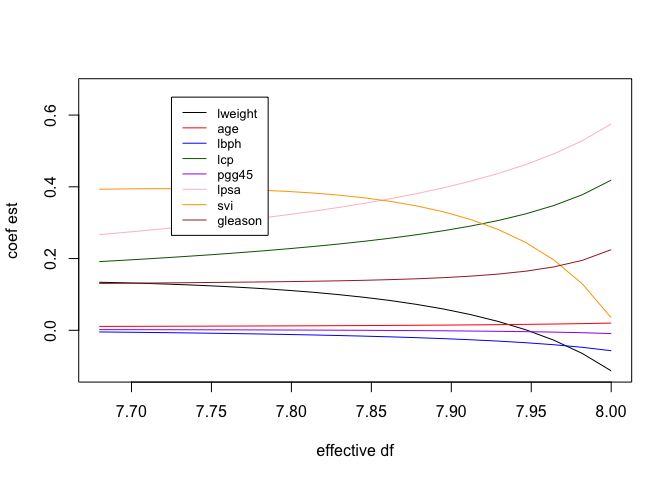 coef est
0.6
0.4
0.2
0.0
lweight
age
lbph
lcp
pgg45
lpsa
svi
gleason
7.70 7.75 7.80 7.85 7.90 7.95 8.00
effective df